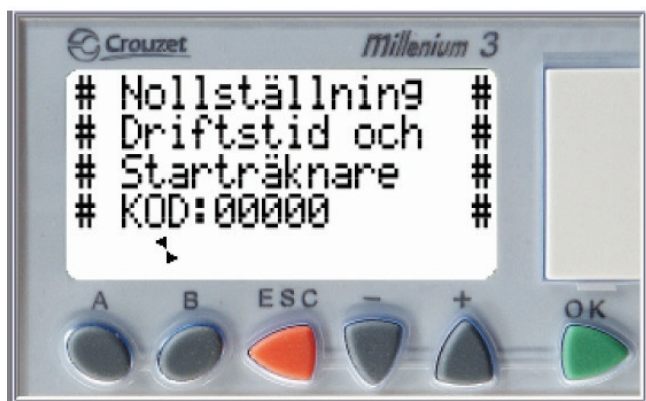 Crouzet Millenium 3
# Nollställning #
# Driftstid och #
# Starträknare #
# KOD:00000 #
A B ESC - + OK